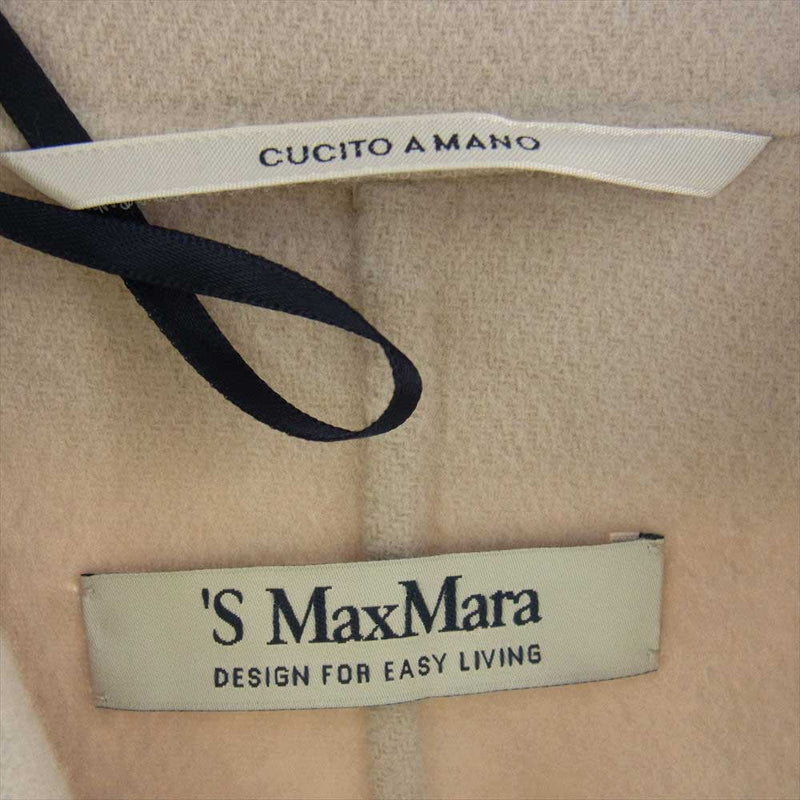 CUCITO A MANO
'S MaxMara
DESIGN FOR EASY LIVING